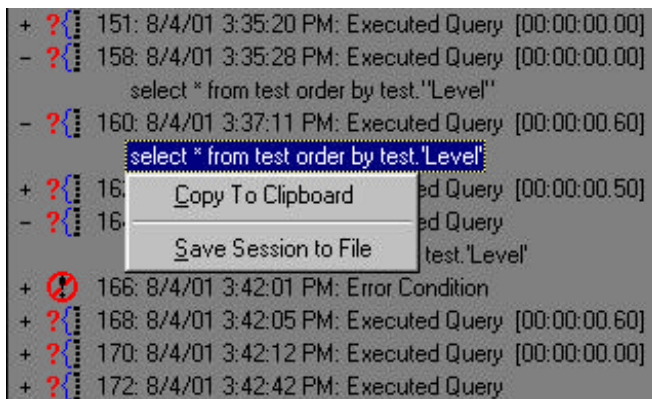 + ?{} 151: 8/4/01 3:35:20 PM: Executed Query [00:00:00.00]
- ?{} 158: 8/4/01 3:35:28 PM: Executed Query [00:00:00.00]
select * from test order by test."Level"
- ?{} 160: 8/4/01 3:37:11 PM: Executed Query [00:00:00.60]
select * from test order by test.'Level'
+ ?{} 16 ed Query [00:00:00.50]
Copy To Clipboard
- ?{} 16 ed Query
Save Session to File
test.'Level'
+ 166: 8/4/01 3:42:01 PM: Error Condition
+ ?{} 168: 8/4/01 3:42:05 PM: Executed Query [00:00:00.60]
+ ?{} 170: 8/4/01 3:42:12 PM: Executed Query [00:00:00.00]
+ ?{} 172: 8/4/01 3:42:42 PM: Executed Query